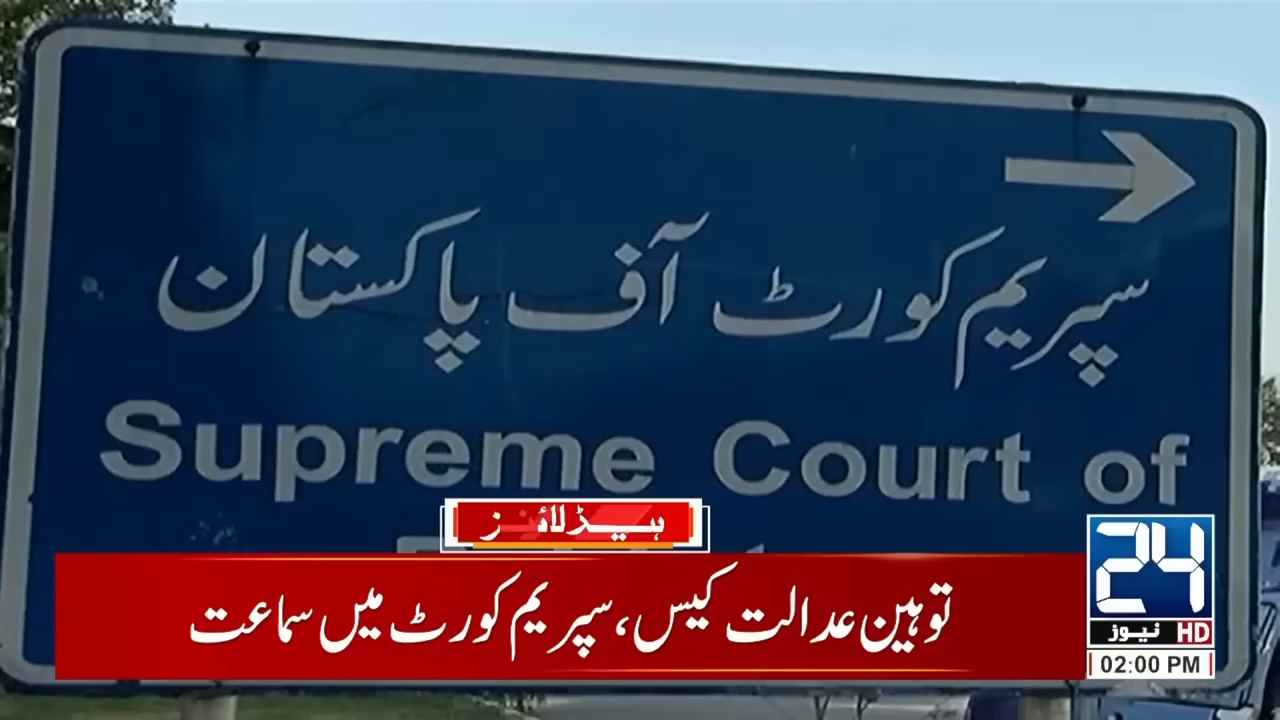 سپریم کورٹ آف پاکستان
Supreme Court of
ہیڈلائنز
توہین عدالت کیس، سپریم کورٹ میں سماعت
24
نیوز HD
02:00 PM